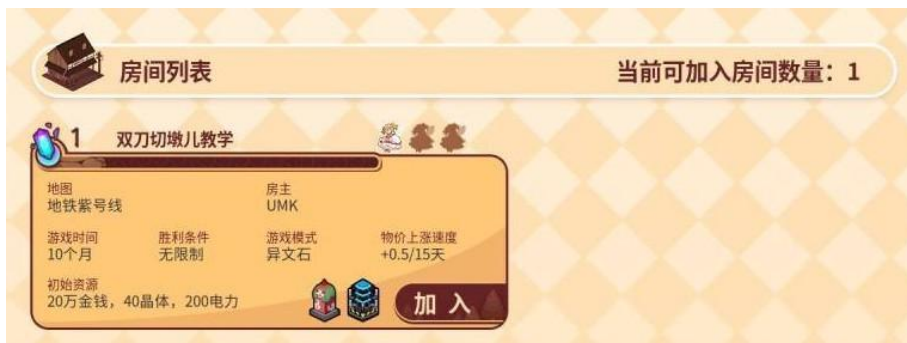 房间列表
当前可加入房间数量：1
1 双刀切墩儿教学
地图 房主
地铁紫号线 UMK
游戏时间 胜利条件 游戏模式 物价上涨速度
10个月 无限制 异文石 +0.5/15天
初始资源
20万金钱，40晶体，200电力
加入